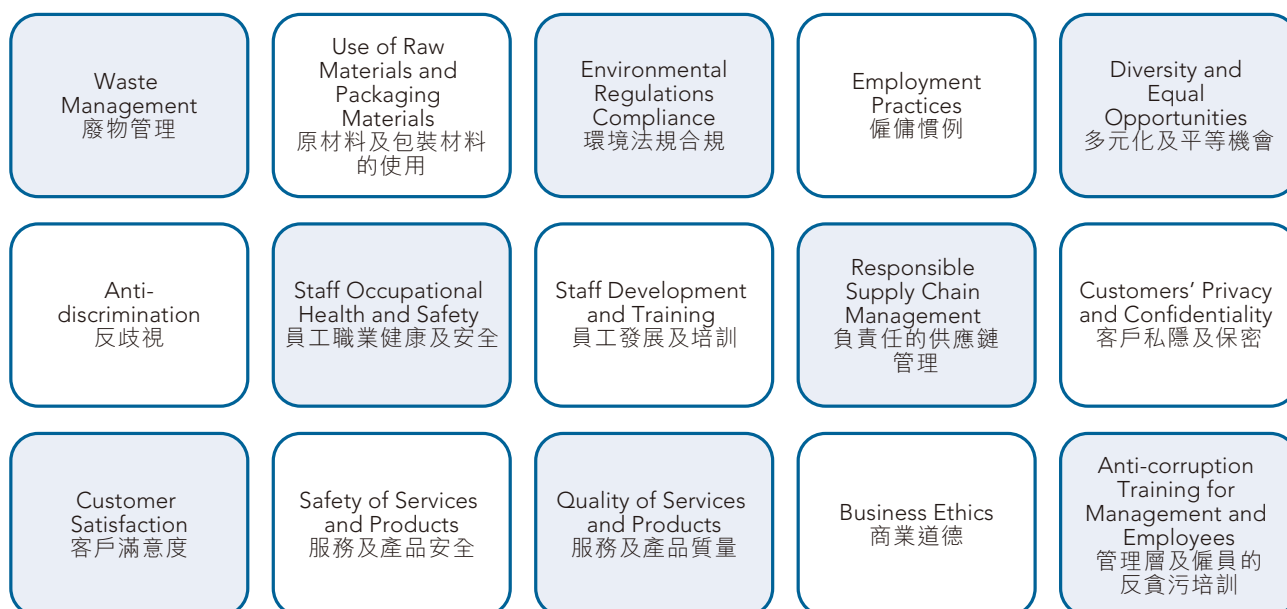 Waste
Management
廢物管理
Use of Raw
Materials and
Packaging
Materials
原材料及包裝材料
的使用
Environmental
Regulations
Compliance
環境法規合規
Employment
Practices
僱傭慣例
Diversity and
Equal
Opportunities
多元化及平等機會
Anti-
discrimination
反歧視
Staff Occupational
Health and Safety
員工職業健康及安全
Staff Development
and Training
員工發展及培訓
Responsible
Supply Chain
Management
負責任的供應鏈
管理
Customers’ Privacy
and Confidentiality
客戶私隱及保密
Customer
Satisfaction
客戶滿意度
Safety of Services
and Products
服務及產品安全
Quality of Services
and Products
服務及產品質量
Business Ethics
商業道德
Anti-corruption
Training for
Management and
Employees
管理層及僱員的
反貪污培訓